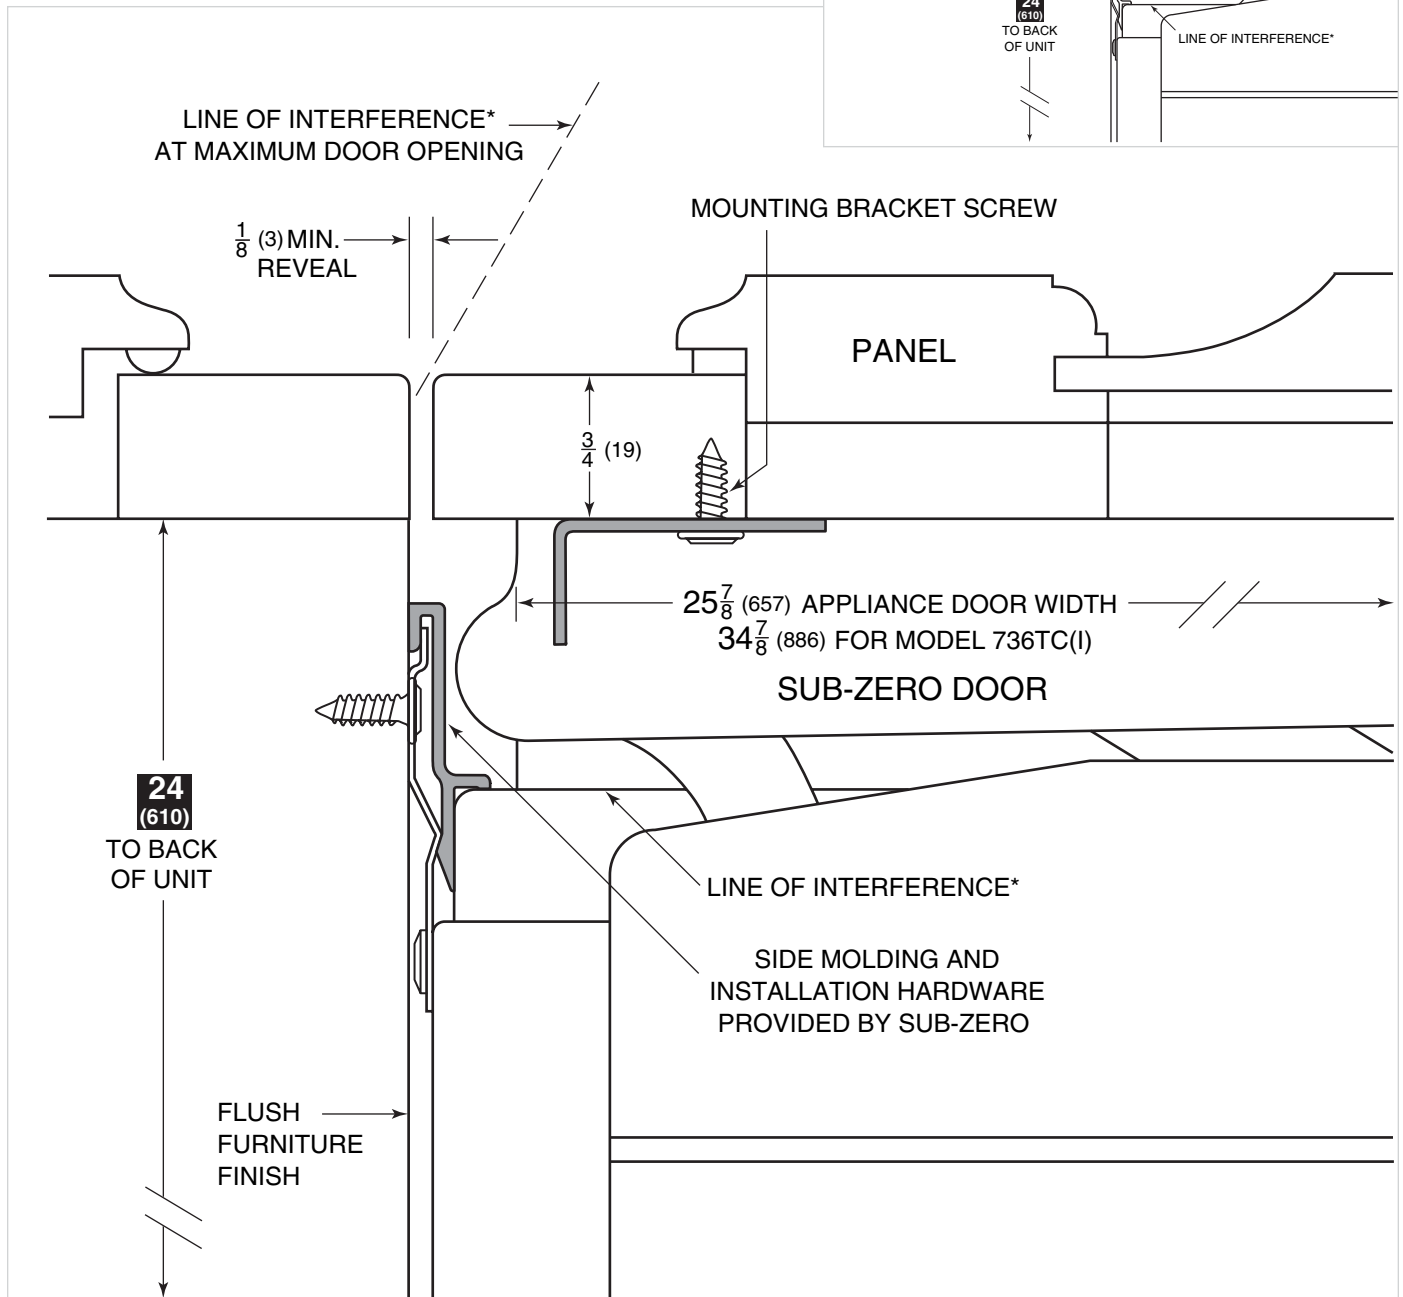 24
(610)
TO BACK
OF UNIT
LINE OF INTERFERENCE*
LINE OF INTERFERENCE*
AT MAXIMUM DOOR OPENING
1/8 (3) MIN.
REVEAL
MOUNTING BRACKET SCREW
PANEL
3/4 (19)
25 7/8 (657) APPLIANCE DOOR WIDTH
34 7/8 (886) FOR MODEL 736TC(I)
SUB-ZERO DOOR
24
(610)
TO BACK
OF UNIT
LINE OF INTERFERENCE*
SIDE MOLDING AND
INSTALLATION HARDWARE
PROVIDED BY SUB-ZERO
FLUSH
FURNITURE
FINISH